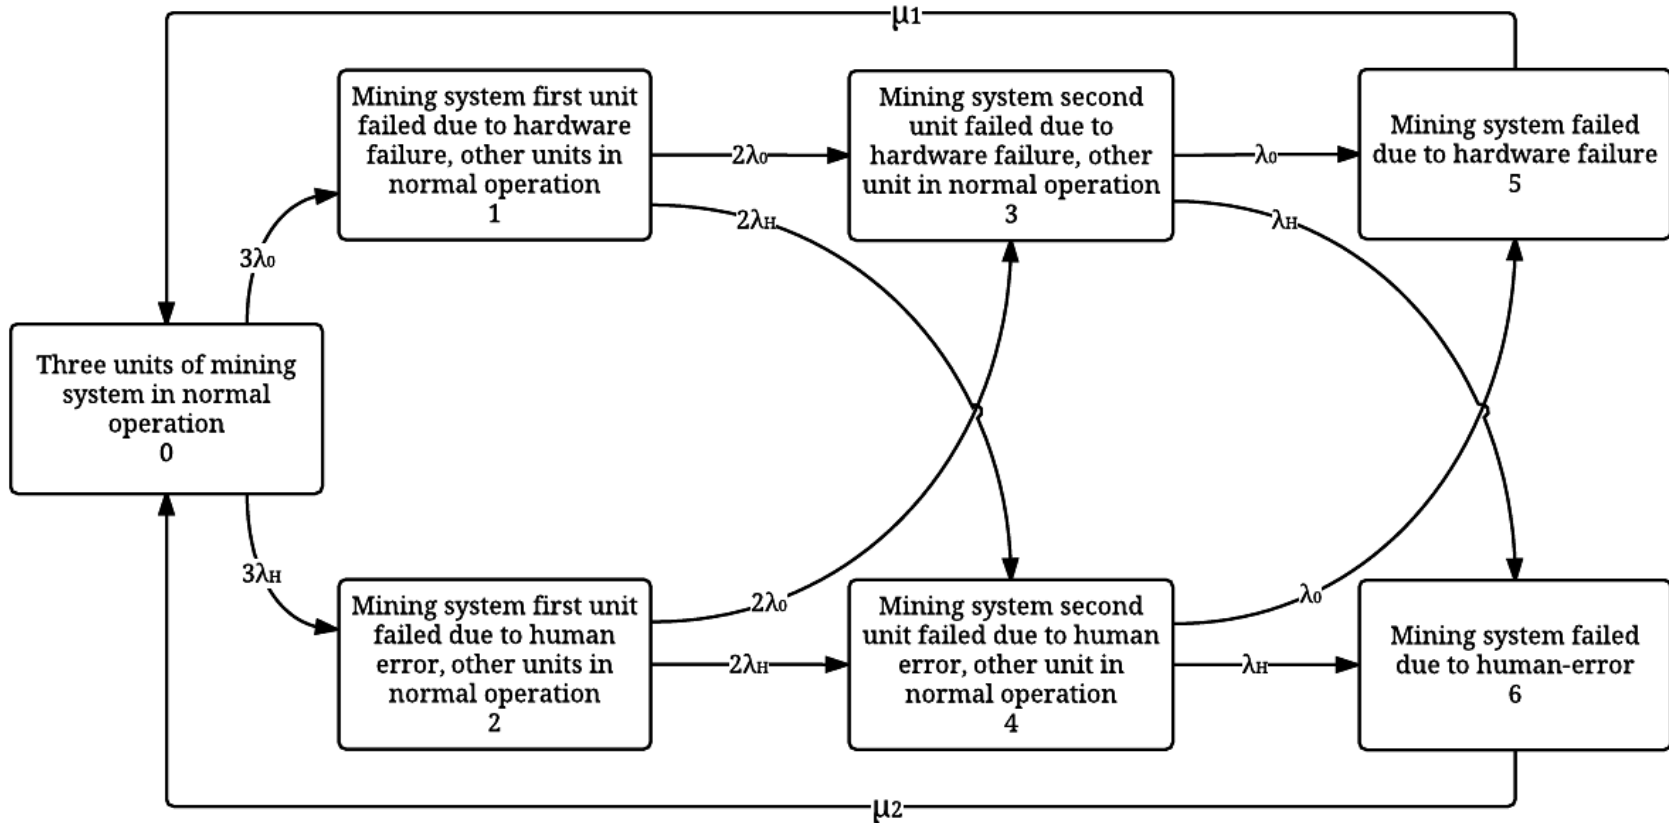 μ1
Mining system first unit
failed due to hardware
failure, other units in
normal operation
1
2λ0
2λH
Mining system second
unit failed due to
hardware failure, other
unit in normal operation
3
λ0
λH
Mining system failed
due to hardware failure
5
3λ0
Three units of mining
system in normal
operation
0
3λH
Mining system first unit
failed due to human
error, other units in
normal operation
2
2λ0
2λH
Mining system second
unit failed due to human
error, other unit in
normal operation
4
λ0
λH
Mining system failed
due to human-error
6
μ2